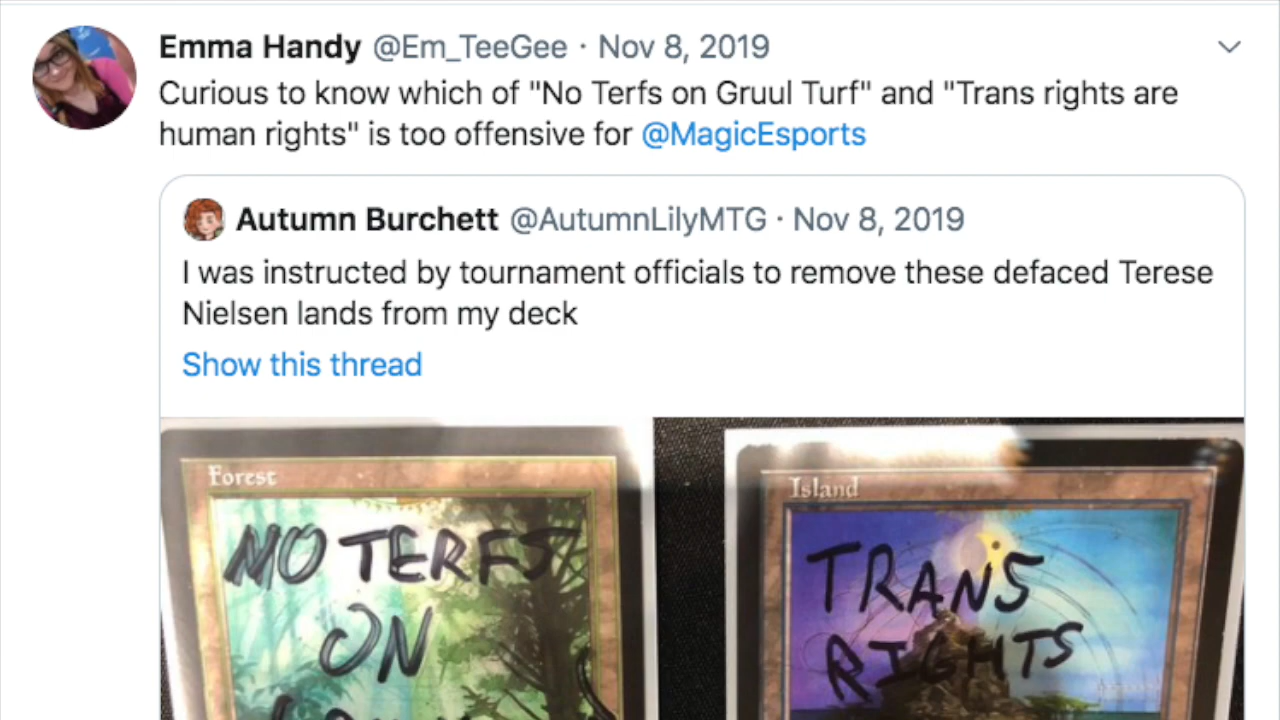 Emma Handy @Em_TeeGee · Nov 8, 2019
Curious to know which of "No Terfs on Gruul Turf" and "Trans rights are
human rights" is too offensive for @MagicEsports
Autumn Burchett @AutumnLilyMTG · Nov 8, 2019
I was instructed by tournament officials to remove these defaced Terese
Nielsen lands from my deck
Show this thread
Forest
NO TERFS
ON
Island
TRANS
RIGHTS